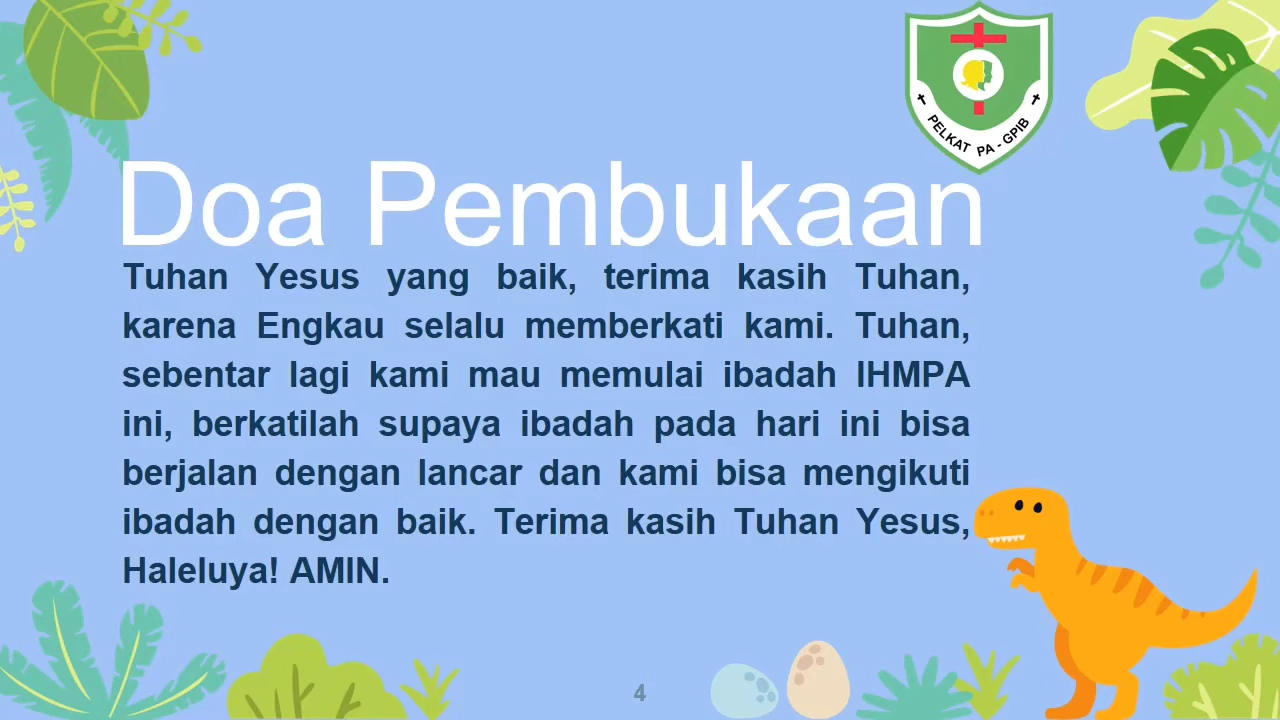 PELKAT PA - GPIB
Doa Pembukaan
Tuhan Yesus yang baik, terima kasih Tuhan,
karena Engkau selalu memberkati kami. Tuhan,
sebentar lagi kami mau memulai ibadah IHMPA
ini, berkatilah supaya ibadah pada hari ini bisa
berjalan dengan lancar dan kami bisa mengikuti
ibadah dengan baik. Terima kasih Tuhan Yesus,
Haleluya! AMIN.
4